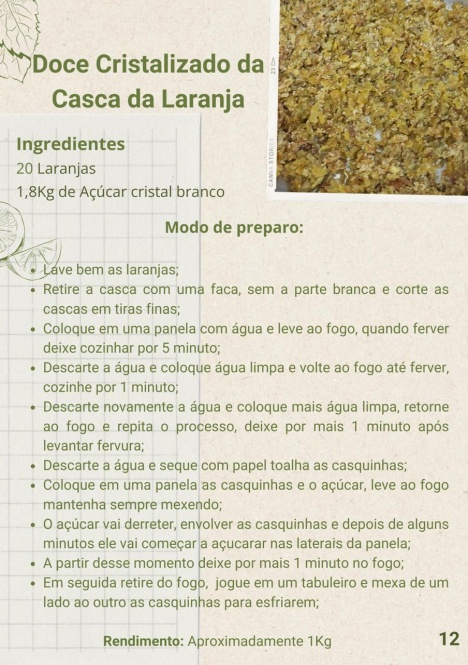 Doce Cristalizado da
Casca da Laranja
Ingredientes
20 Laranjas
1,8Kg de Açúcar cristal branco
Modo de preparo:
• Lave bem as laranjas;
• Retire a casca com uma faca, sem a parte branca e corte as
cascas em tiras finas;
• Coloque em uma panela com água e leve ao fogo, quando ferver
deixe cozinhar por 5 minuto;
• Descarte a água e coloque água limpa e volte ao fogo até ferver,
cozinhe por 1 minuto;
• Descarte novamente a água e coloque mais água limpa, retorne
ao fogo e repita o processo, deixe por mais 1 minuto após
levantar fervura;
• Descarte a água e seque com papel toalha as casquinhas;
• Coloque em uma panela as casquinhas e o açúcar, leve ao fogo
mantenha sempre mexendo;
• O açúcar vai derreter, envolver as casquinhas e depois de alguns
minutos ele vai começar a açucarar nas laterais da panela;
• A partir desse momento deixe por mais 1 minuto no fogo;
• Em seguida retire do fogo, jogue em um tabuleiro e mexa de um
lado ao outro as casquinhas para esfriarem;
Rendimento: Aproximadamente 1Kg
12
CANVA STORIES